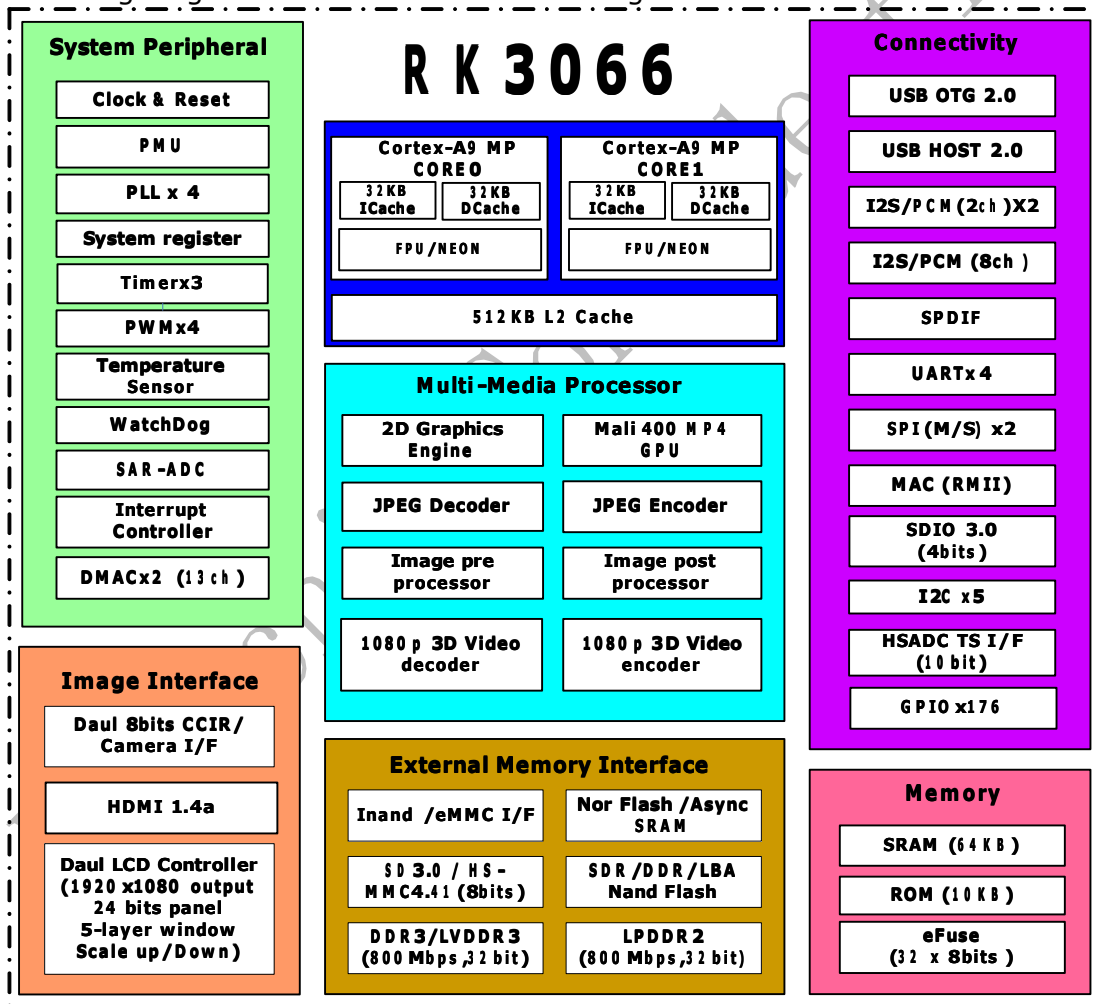 System Peripheral
Clock & Reset
PMU
PLL x 4
System register
Timerx3
PWMx4
Temperature
Sensor
WatchDog
SAR-ADC
Interrupt
Controller
DMACx2 (13ch)
Image Interface
Daul 8bits CCIR/
Camera I/F
HDMI 1.4a
Daul LCD Controller
(1920x1080 output
24 bits panel
5-layer window
Scale up/Down)
RK3066
Cortex-A9 MP
CORE0
32KB
ICache
32KB
DCache
FPU/NEON
Cortex-A9 MP
CORE1
32KB
ICache
32KB
DCache
FPU/NEON
512KB L2 Cache
Multi-Media Processor
2D Graphics
Engine
Mali 400 MP4
GPU
JPEG Decoder
JPEG Encoder
Image pre
processor
Image post
processor
1080p 3D Video
decoder
1080p 3D Video
encoder
External Memory Interface
Inand /eMMC I/F
Nor Flash /Async
SRAM
SD3.0 / HS-
MMC4.41 (8bits)
SDR/DDR/LBA
Nand Flash
DDR3/LVDDR3
(800Mbps,32bit)
LPDDR2
(800Mbps,32bit)
Connectivity
USB OTG 2.0
USB HOST 2.0
I2S/PCM(2ch)X2
I2S/PCM (8ch)
SPDIF
UARTx4
SPI(M/S) x2
MAC (RMII)
SDIO 3.0
(4bits)
I2C x5
HSADC TS I/F
(10bit)
GPIO x176
Memory
SRAM (64KB)
ROM (10KB)
eFuse
(32 x 8bits)